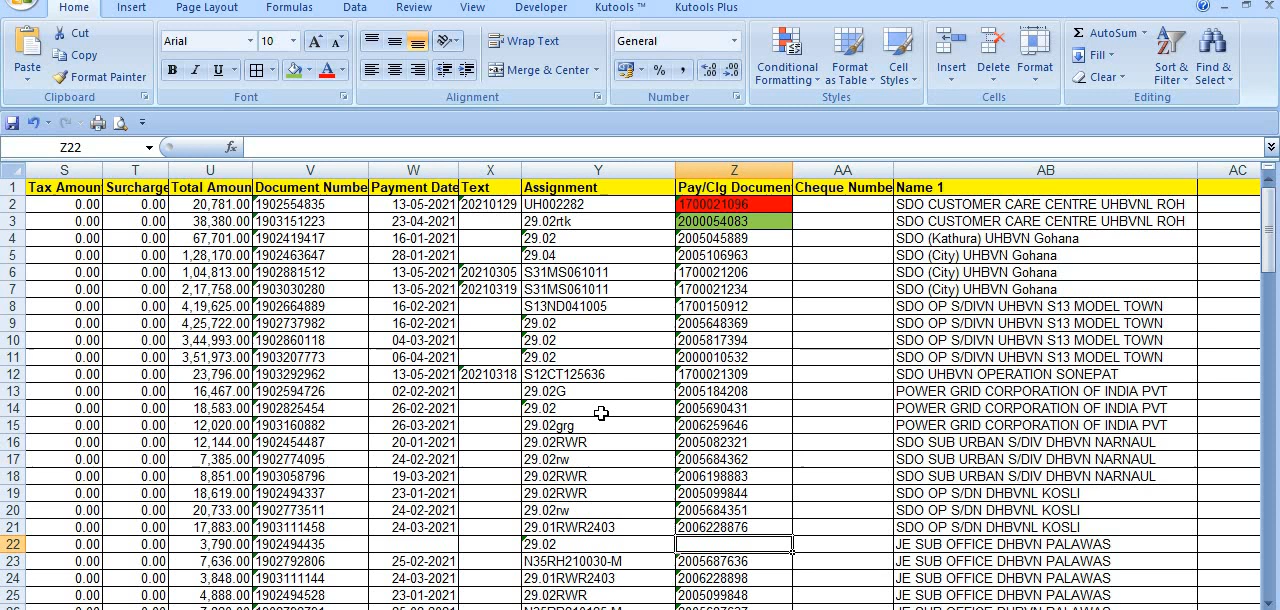 Home Insert Page Layout Formulas Data Review View Developer Kutools ™ Kutools Plus
Cut
Copy
Format Painter
Paste
Clipboard
Arial 10
B I U
Font
Wrap Text
Merge & Center
Alignment
General
% ,
Number
Conditional Formatting
Format as Table
Cell Styles
Styles
Insert Delete Format
Cells
AutoSum
Fill
Clear
Sort & Filter
Find & Select
Editing
Z22 fx
S T U V W X Y Z AA AB AC
1 Tax Amoun Surcharge Total Amoun Document Numbe Payment Date Text Assignment Pay/Clg Documen Cheque Numbe Name 1
2 0.00 0.00 20,781.00 1902554835 13-05-2021 20210129 UH002282 1700021096 SDO CUSTOMER CARE CENTRE UHBVNL ROH
3 0.00 0.00 38,380.00 1903151223 23-04-2021 29.02rtk 2000054083 SDO CUSTOMER CARE CENTRE UHBVNL ROH
4 0.00 0.00 67,701.00 1902419417 16-01-2021 29.02 2005045889 SDO (Kathura) UHBVN Gohana
5 0.00 0.00 1,28,170.00 1902463647 28-01-2021 29.04 2005106963 SDO (City) UHBVN Gohana
6 0.00 0.00 1,04,813.00 1902881512 13-05-2021 20210305 S31MS061011 1700021206 SDO (City) UHBVN Gohana
7 0.00 0.00 2,17,758.00 1903030280 13-05-2021 20210319 S31MS061011 1700021234 SDO (City) UHBVN Gohana
8 0.00 0.00 4,19,625.00 1902664889 16-02-2021 S13ND041005 1700150912 SDO OP S/DIVN UHBVN S13 MODEL TOWN
9 0.00 0.00 4,25,722.00 1902737982 16-02-2021 29.02 2005648369 SDO OP S/DIVN UHBVN S13 MODEL TOWN
10 0.00 0.00 3,44,993.00 1902860118 04-03-2021 29.02 2005817394 SDO OP S/DIVN UHBVN S13 MODEL TOWN
11 0.00 0.00 3,51,973.00 1903207773 06-04-2021 29.02 2000010532 SDO OP S/DIVN UHBVN S13 MODEL TOWN
12 0.00 0.00 23,796.00 1903292962 13-05-2021 20210318 S12CT125636 1700021309 SDO UHBVN OPERATION SONEPAT
13 0.00 0.00 16,467.00 1902594726 02-02-2021 29.02G 2005184208 POWER GRID CORPORATION OF INDIA PVT
14 0.00 0.00 18,583.00 1902825454 26-02-2021 29.02 2005690431 POWER GRID CORPORATION OF INDIA PVT
15 0.00 0.00 12,020.00 1903160882 26-03-2021 29.02grg 2006259646 POWER GRID CORPORATION OF INDIA PVT
16 0.00 0.00 12,144.00 1902454487 20-01-2021 29.02RWR 2005082321 SDO SUB URBAN S/DIV DHBVN NARNAUL
17 0.00 0.00 7,385.00 1902774095 24-02-2021 29.02rw 2005684362 SDO SUB URBAN S/DIV DHBVN NARNAUL
18 0.00 0.00 8,851.00 1903058796 19-03-2021 29.02RWR 2006198883 SDO SUB URBAN S/DIV DHBVN NARNAUL
19 0.00 0.00 18,619.00 1902494337 23-01-2021 29.02RWR 2005099844 SDO OP S/DN DHBVNL KOSLI
20 0.00 0.00 20,733.00 1902773511 24-02-2021 29.02rw 2005684351 SDO OP S/DN DHBVNL KOSLI
21 0.00 0.00 17,883.00 1903111458 24-03-2021 29.01RWR2403 2006228876 SDO OP S/DN DHBVNL KOSLI
22 0.00 0.00 3,790.00 1902494435 29.02 JE SUB OFFICE DHBVN PALAWAS
23 0.00 0.00 7,636.00 1902792806 25-02-2021 N35RH210030-M 2005687636 JE SUB OFFICE DHBVN PALAWAS
24 0.00 0.00 3,848.00 1903111144 24-03-2021 29.01RWR2403 2006228898 JE SUB OFFICE DHBVN PALAWAS
25 0.00 0.00 4,888.00 1902494528 23-01-2021 29.02RWR 2005099848 JE SUB OFFICE DHBVN PALAWAS